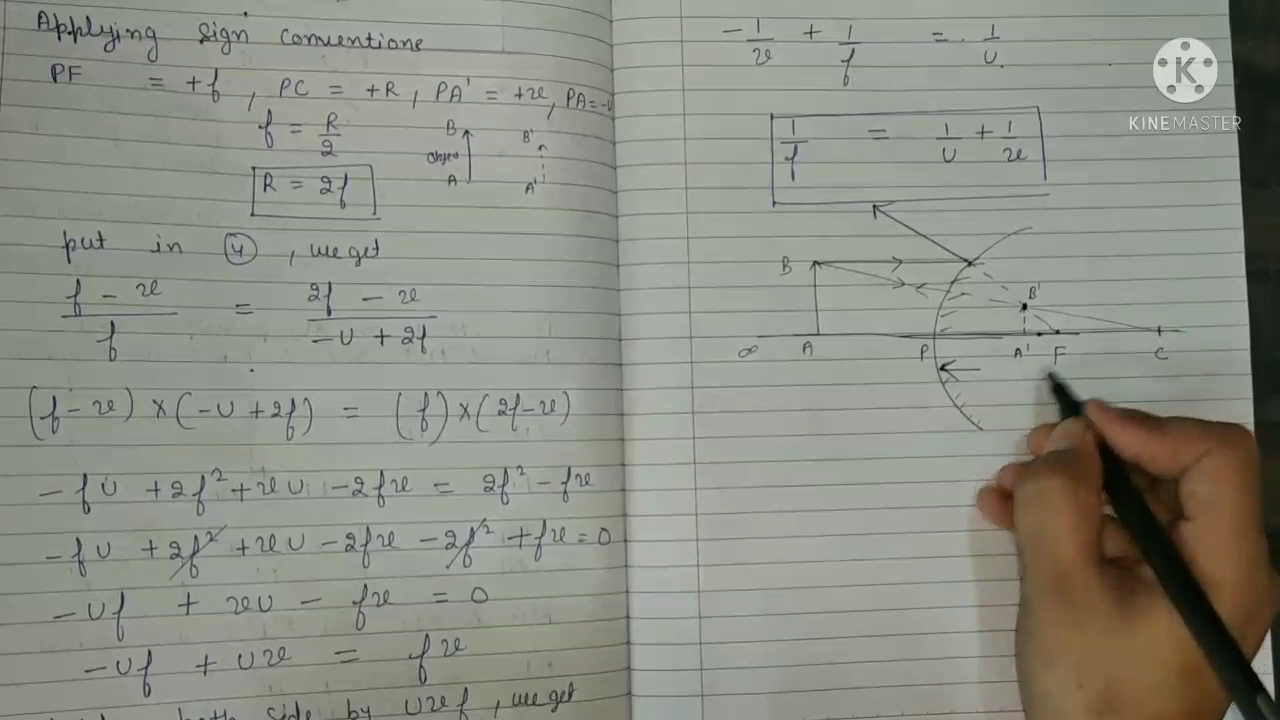 Applying sign conventions
PF = +f, PC = +R, PA' = +v, PA = -u
f = R/2
B
B'
Object
A
A'
R = 2f
put in ④, we get
(f - v)/f = (2f - v)/(-u + 2f)
(f - v) × (-u + 2f) = (f) × (2f - v)
-fu + 2f² + vu - 2fv = 2f² - fv
-fu + 2f² + vu - 2fv - 2f² + fv = 0
-uf + vu - fv = 0
-uf + uv = fv
both side by uvf, we get
-1/v + 1/f = 1/u
1/f = 1/u + 1/v
B
B'
∞ A P A' F C
K
KINEMASTER